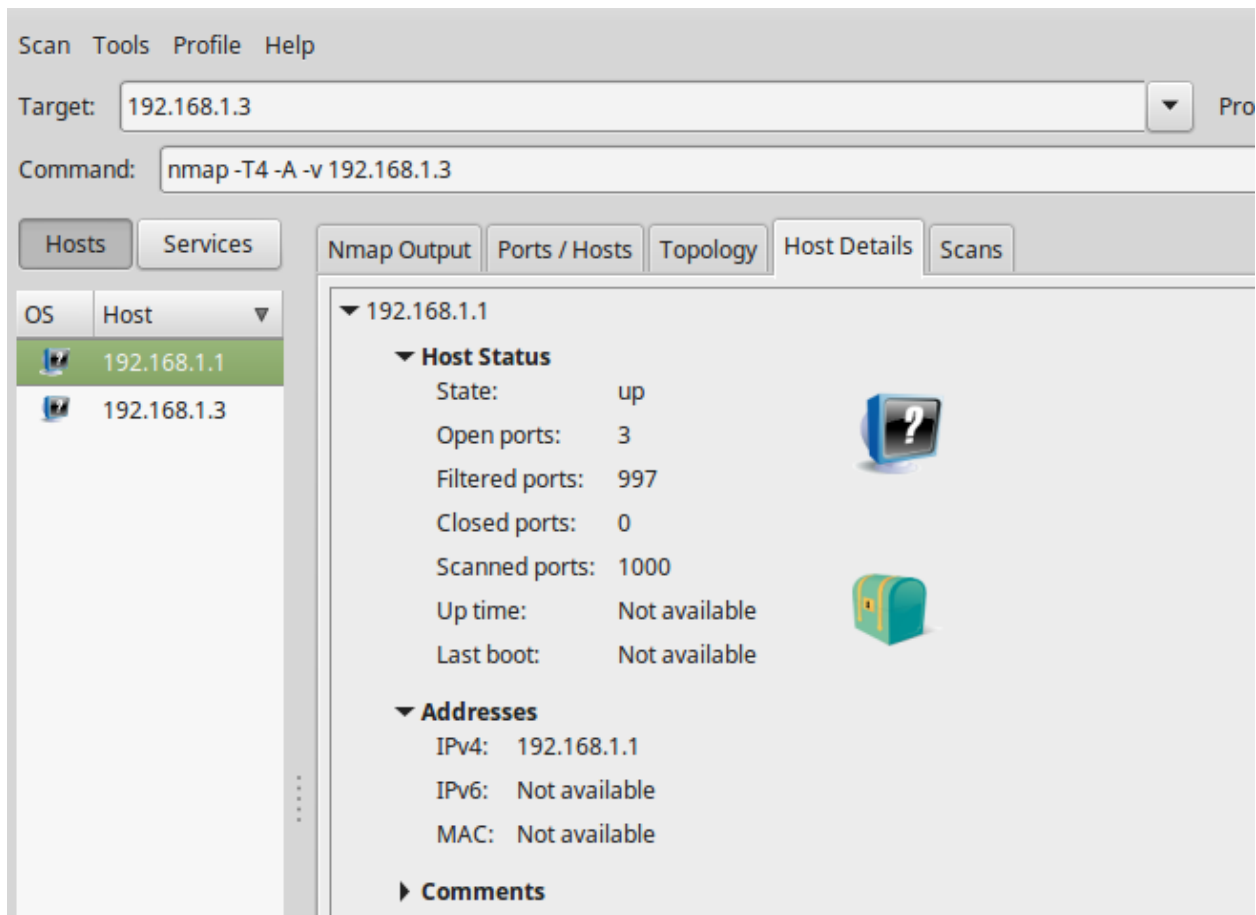 Scan Tools Profile Help
Target: 192.168.1.3 Pro
Command: nmap -T4 -A -v 192.168.1.3
Hosts Services
Nmap Output Ports / Hosts Topology Host Details Scans
OS Host
192.168.1.1
192.168.1.3
192.168.1.1
Host Status
State: up
Open ports: 3
Filtered ports: 997
Closed ports: 0
Scanned ports: 1000
Up time: Not available
Last boot: Not available
Addresses
IPv4: 192.168.1.1
IPv6: Not available
MAC: Not available
Comments